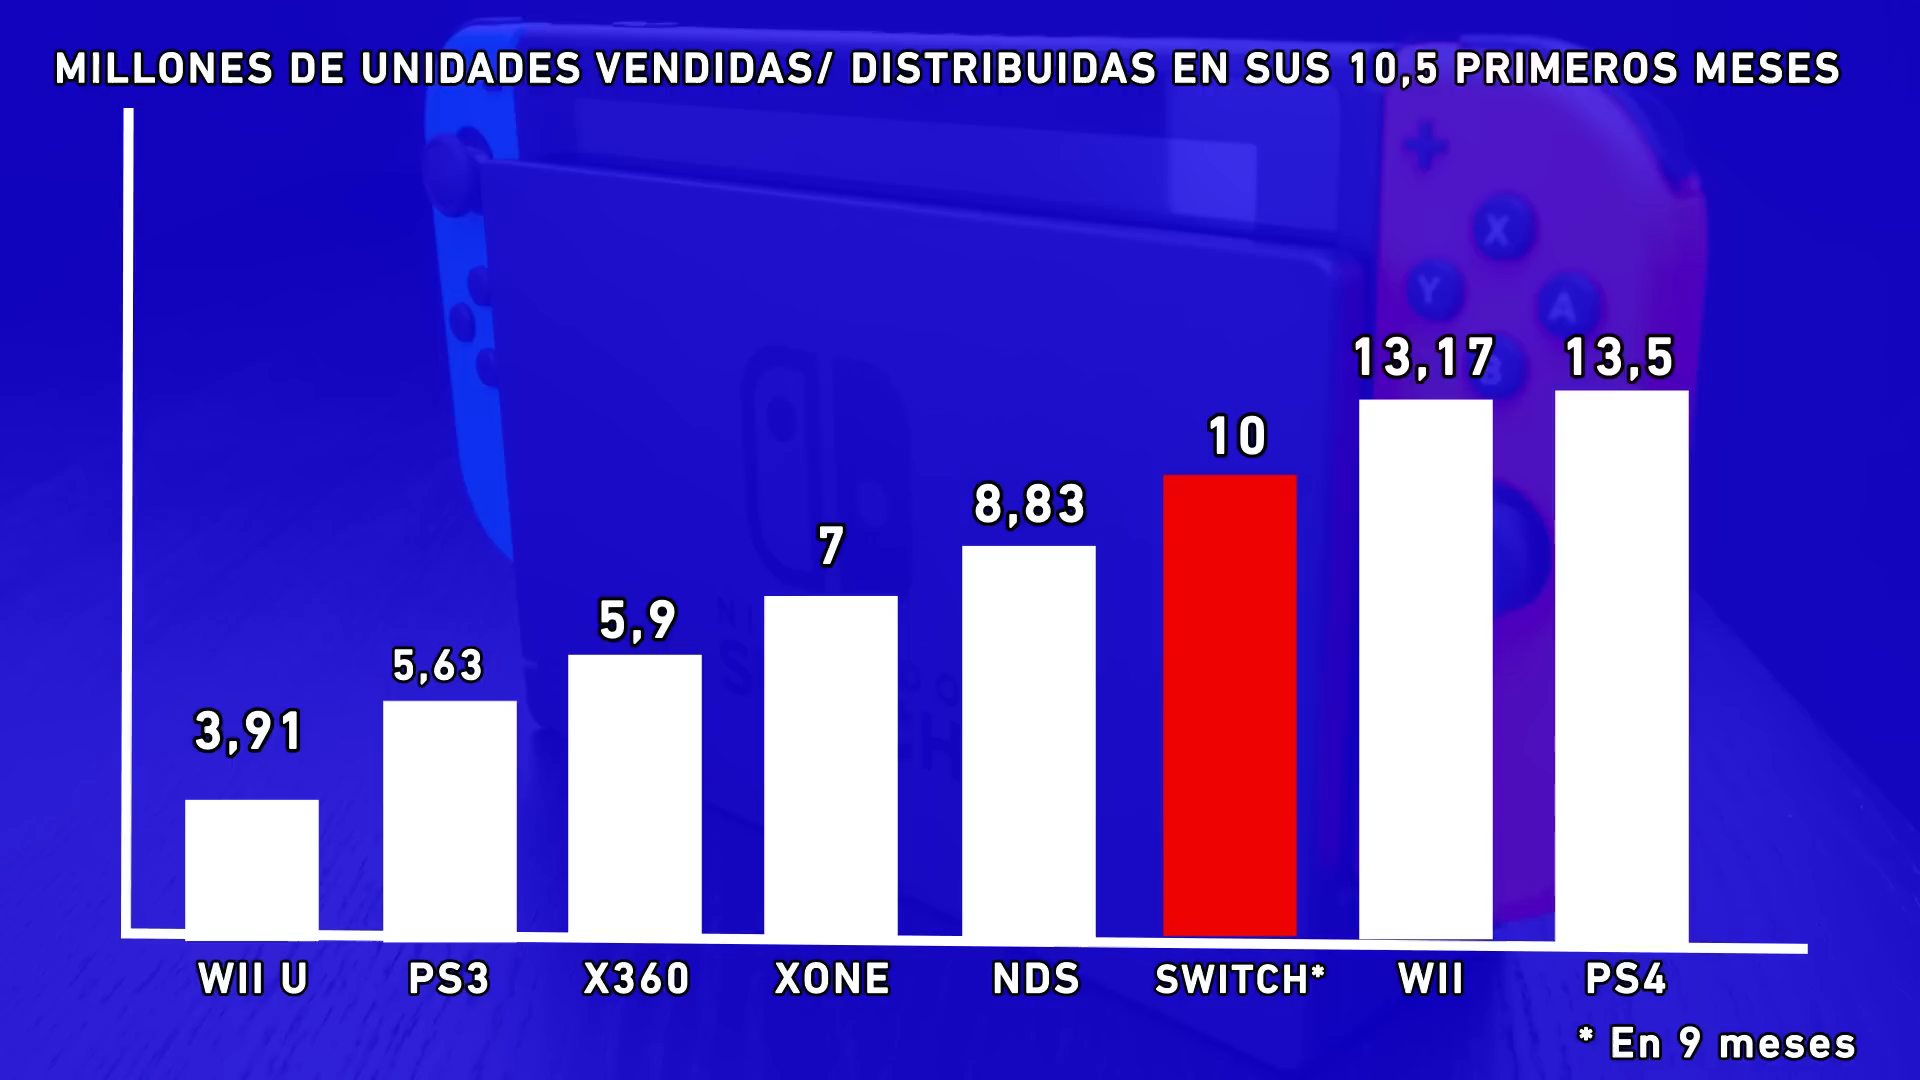 MILLONES DE UNIDADES VENDIDAS/ DISTRIBUIDAS EN SUS 10,5 PRIMEROS MESES
X
Y
A
B
13,17
13,5
10
8,83
7
5,9
5,63
3,91
WII U
PS3
X360
XONE
NDS
SWITCH*
WII
PS4
* En 9 meses